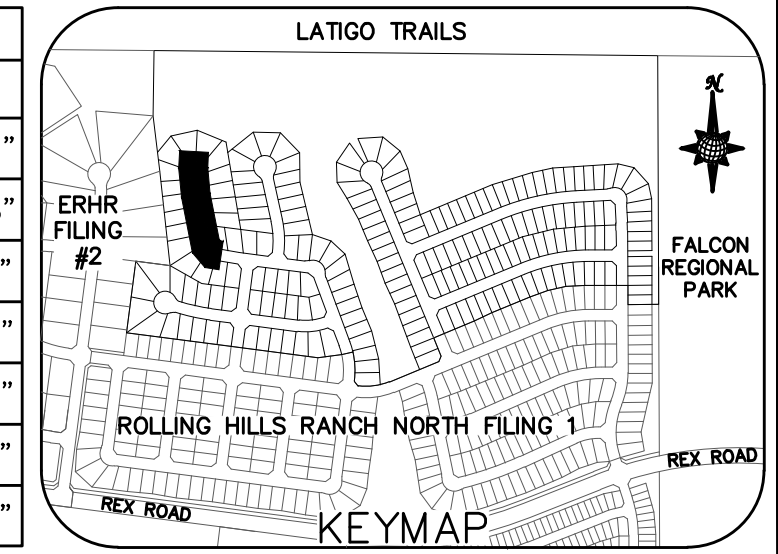 LATIGO TRAILS
N
ERHR
FILING
#2
FALCON
REGIONAL
PARK
ROLLING HILLS RANCH NORTH FILING 1
REX ROAD
REX ROAD
KEYMAP
”
”
”
”
”
”
”